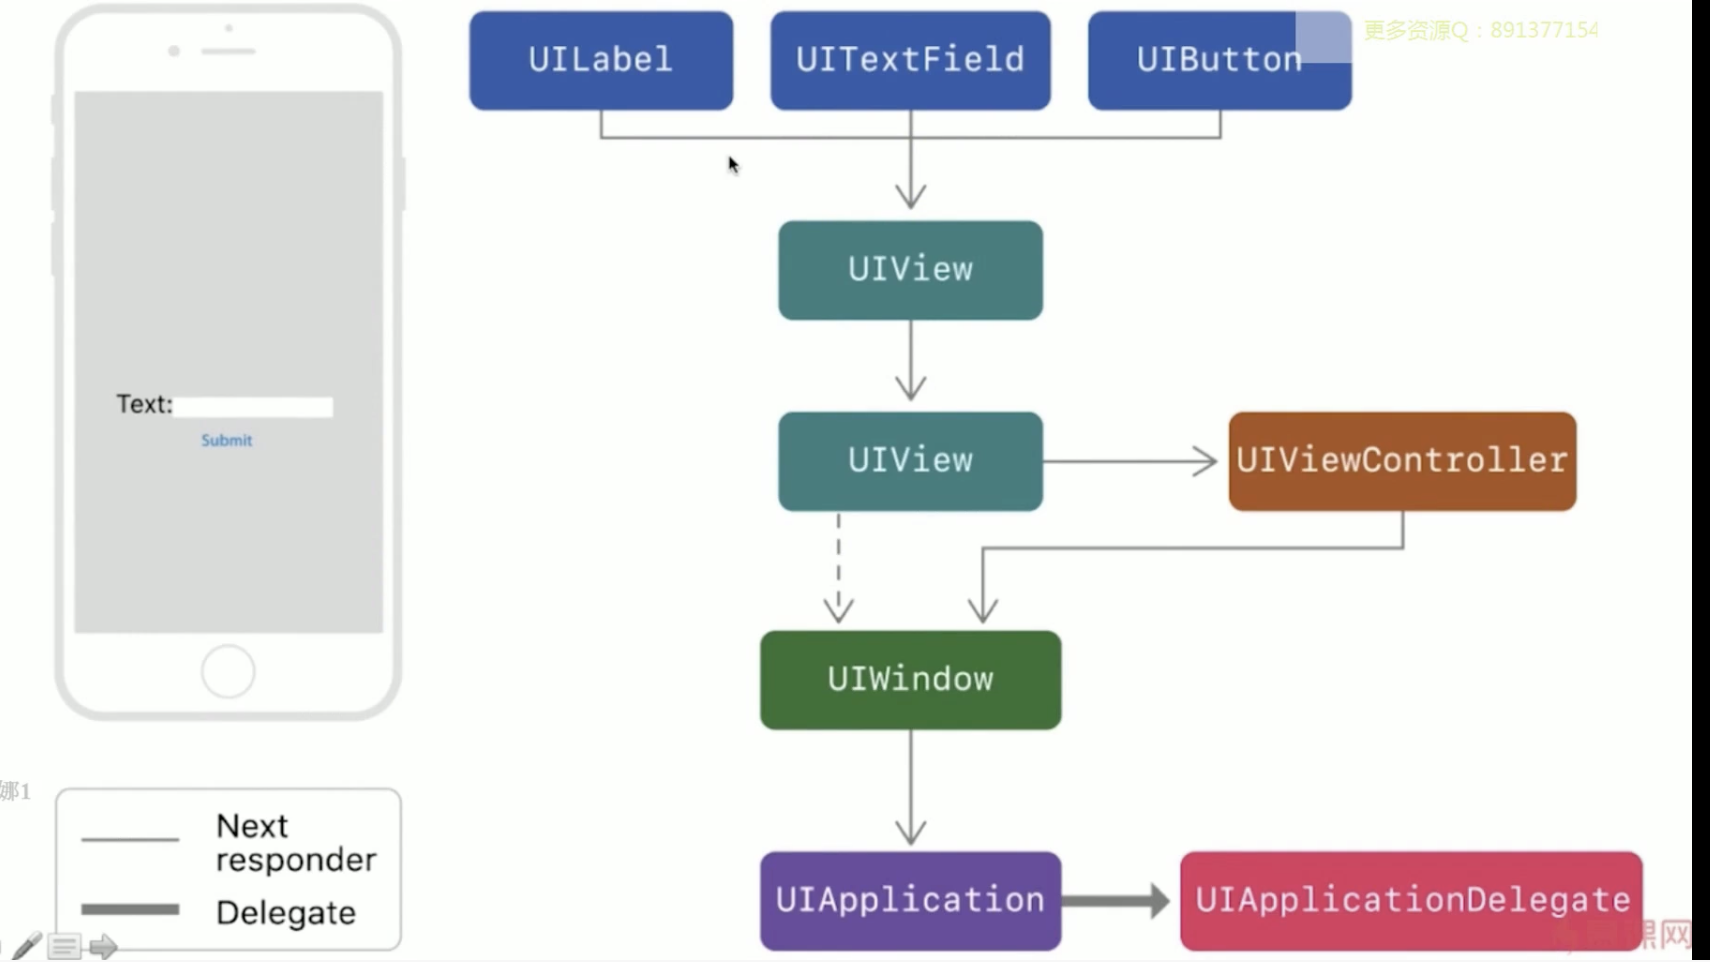 UILabel
UITextField
UIButton
更多资源Q：891377154
UIView
Text:
Submit
UIView
UIViewController
UIWindow
娜1
Next
responder
Delegate
UIApplication
UIApplicationDelegate
课网